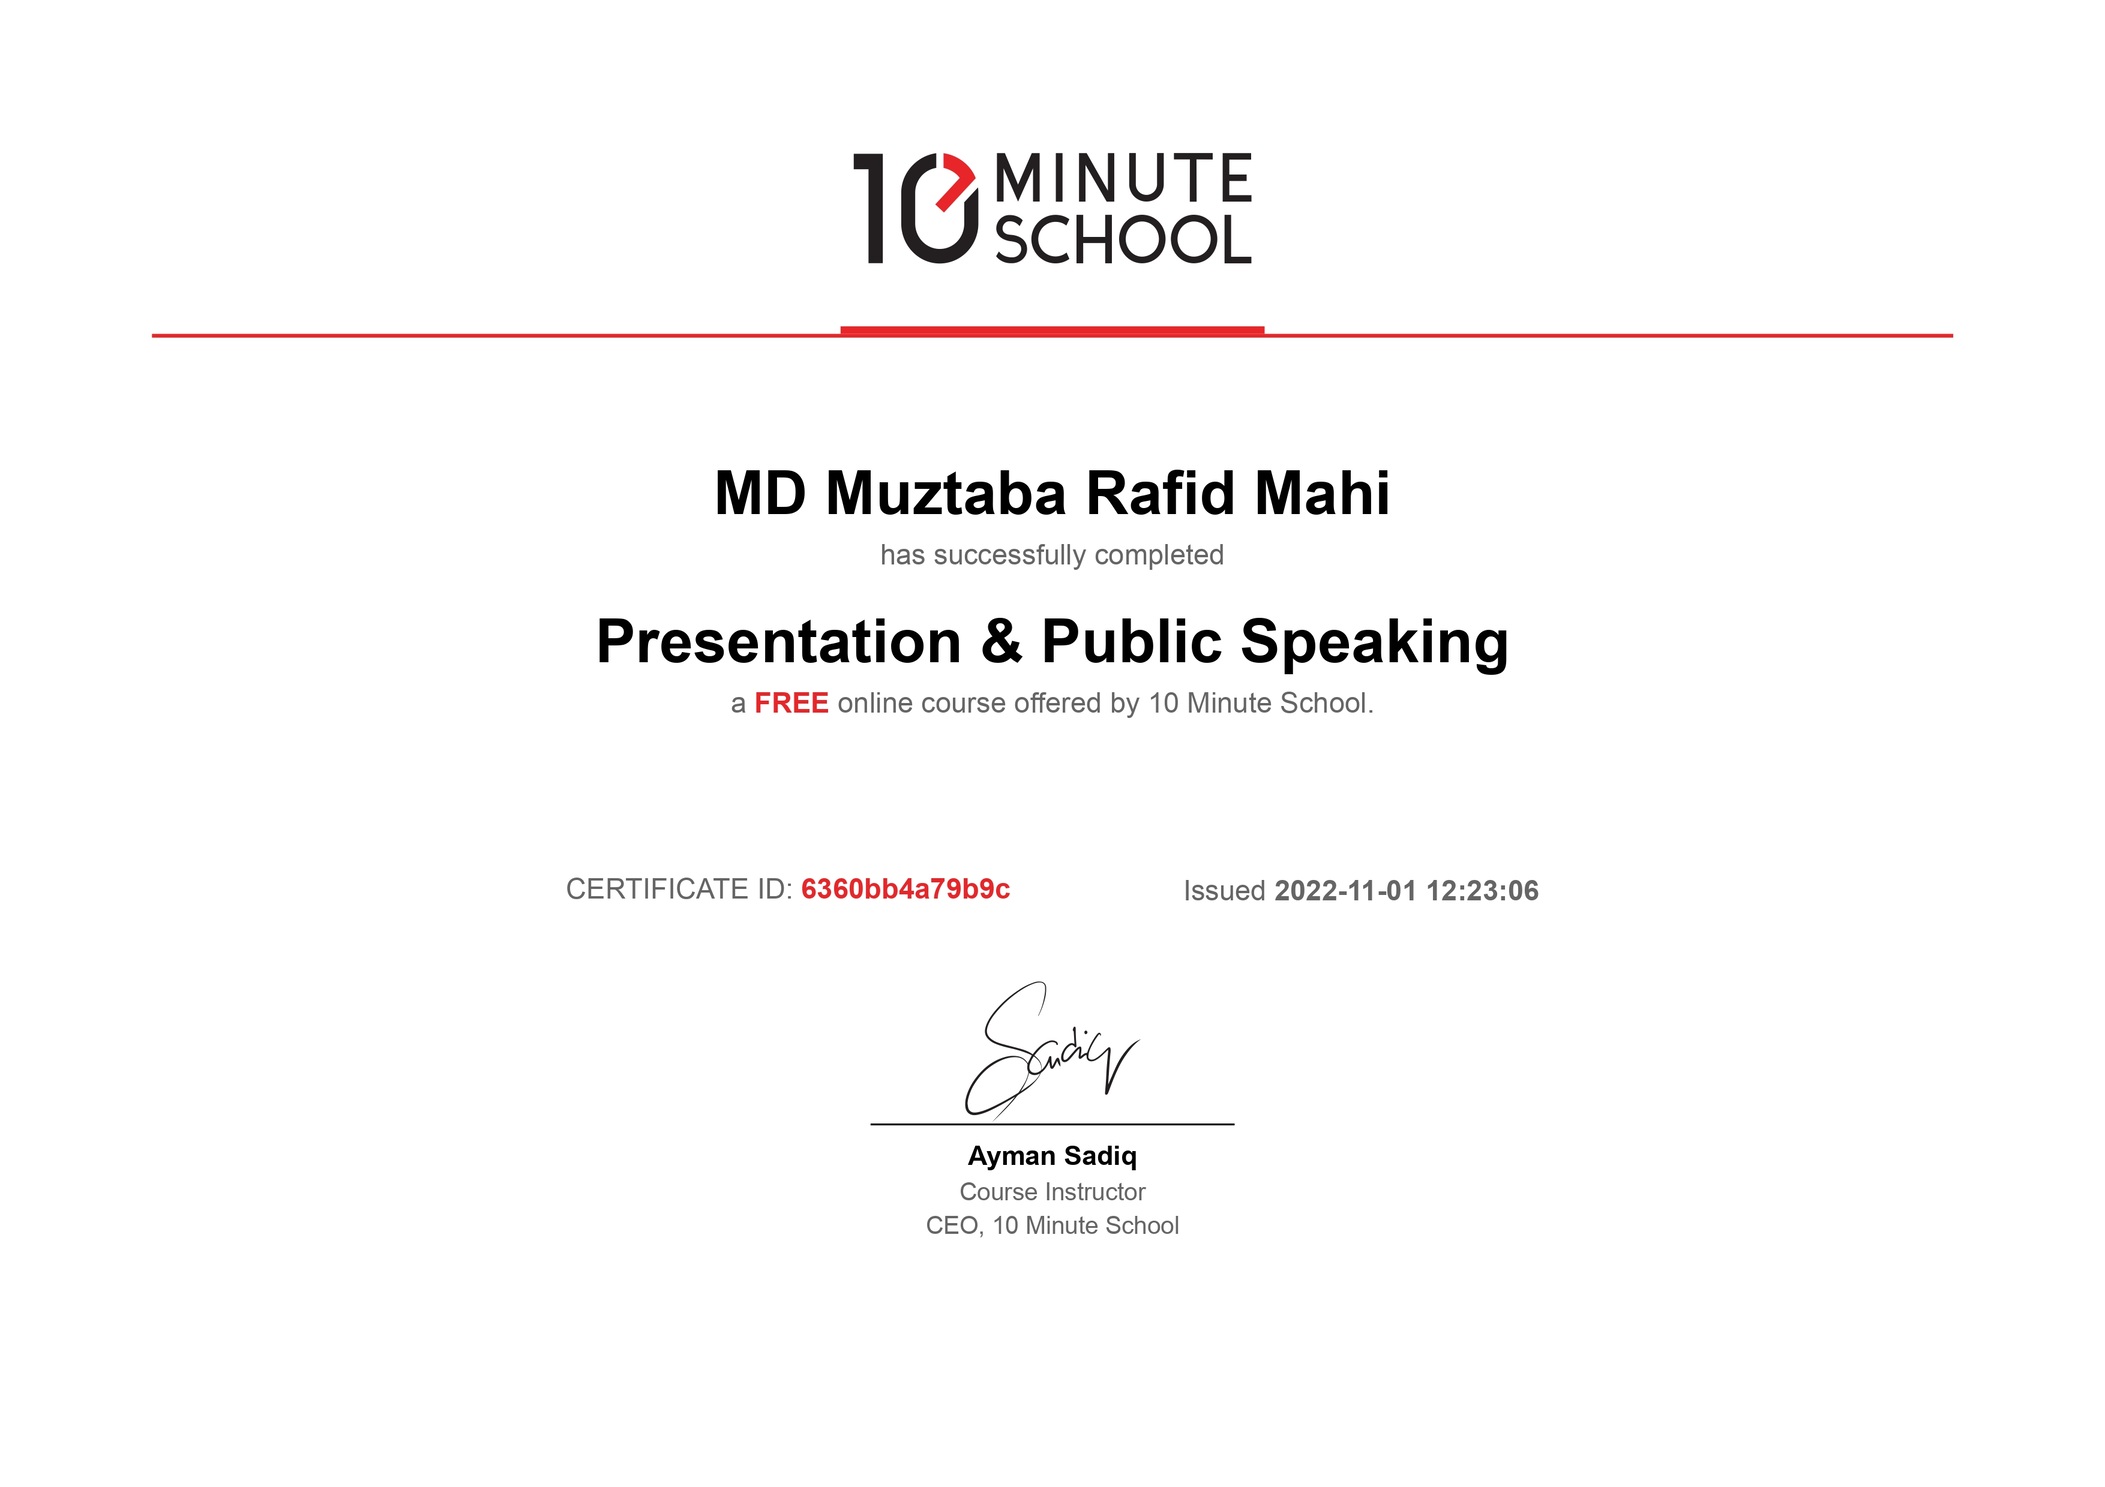 10 MINUTE
SCHOOL
MD Muztaba Rafid Mahi
has successfully completed
Presentation & Public Speaking
a FREE online course offered by 10 Minute School.
CERTIFICATE ID: 6360bb4a79b9c Issued 2022-11-01 12:23:06
Sadiq
Ayman Sadiq
Course Instructor
CEO, 10 Minute School